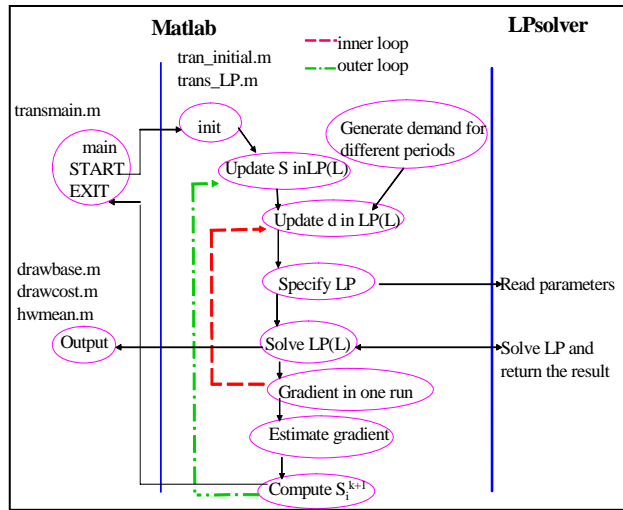 Matlab
LPsolver
tran_initial.m
trans_LP.m
inner loop
outer loop
transmain.m
init
main
START
EXIT
Generate demand for
different periods
Update S inLP(L)
Update d in LP(L)
drawbase.m
drawcost.m
hwmean.m
Specify LP
Read parameters
Output
Solve LP(L)
Solve LP and
return the result
Gradient in one run
Estimate gradient
Compute S_i^{k+1}